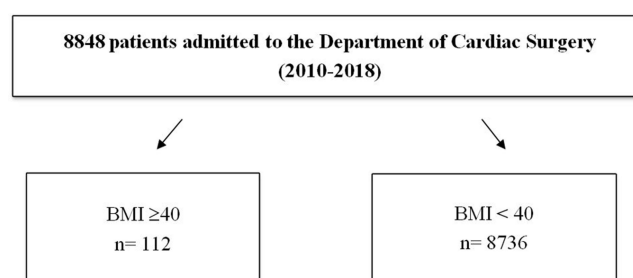 8848 patients admitted to the Department of Cardiac Surgery
(2010-2018)
BMI ≥40
n= 112
BMI < 40
n= 8736